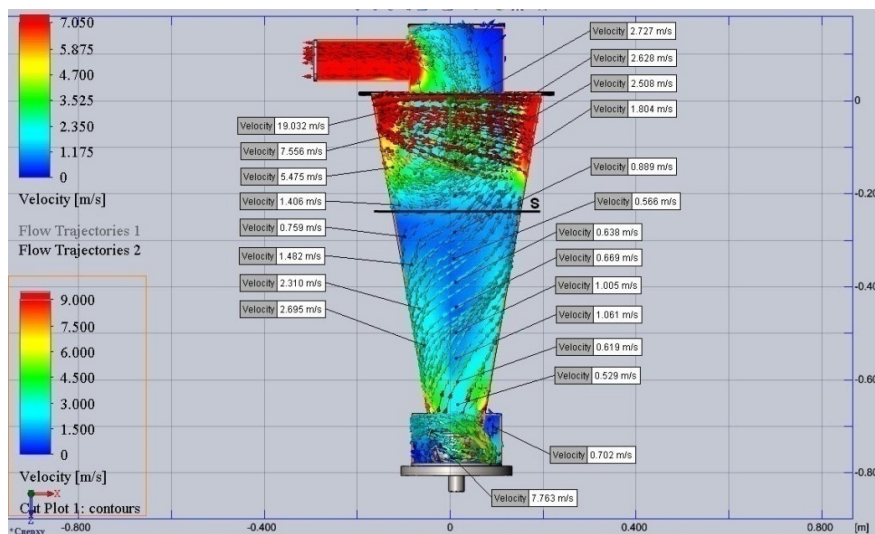 7.050
5.875
4.700
3.525
2.350
1.175
0
Velocity [m/s]
Flow Trajectories 1
Flow Trajectories 2
9.000
7.500
6.000
4.500
3.000
1.500
0
Velocity [m/s]
Cut Plot 1: contours
X
Z
*Сверху
Velocity 19.032 m/s
Velocity 7.556 m/s
Velocity 5.475 m/s
Velocity 1.406 m/s
Velocity 0.759 m/s
Velocity 1.482 m/s
Velocity 2.310 m/s
Velocity 2.695 m/s
Velocity 2.727 m/s
Velocity 2.628 m/s
Velocity 2.508 m/s
Velocity 1.804 m/s
Velocity 0.889 m/s
Velocity 0.566 m/s
S
Velocity 0.638 m/s
Velocity 0.669 m/s
Velocity 1.005 m/s
Velocity 1.061 m/s
Velocity 0.619 m/s
Velocity 0.529 m/s
Velocity 0.702 m/s
Velocity 7.763 m/s
0
-0.20
-0.40
-0.60
-0.80
-0.800
-0.400
0
0.400
0.800
[m]